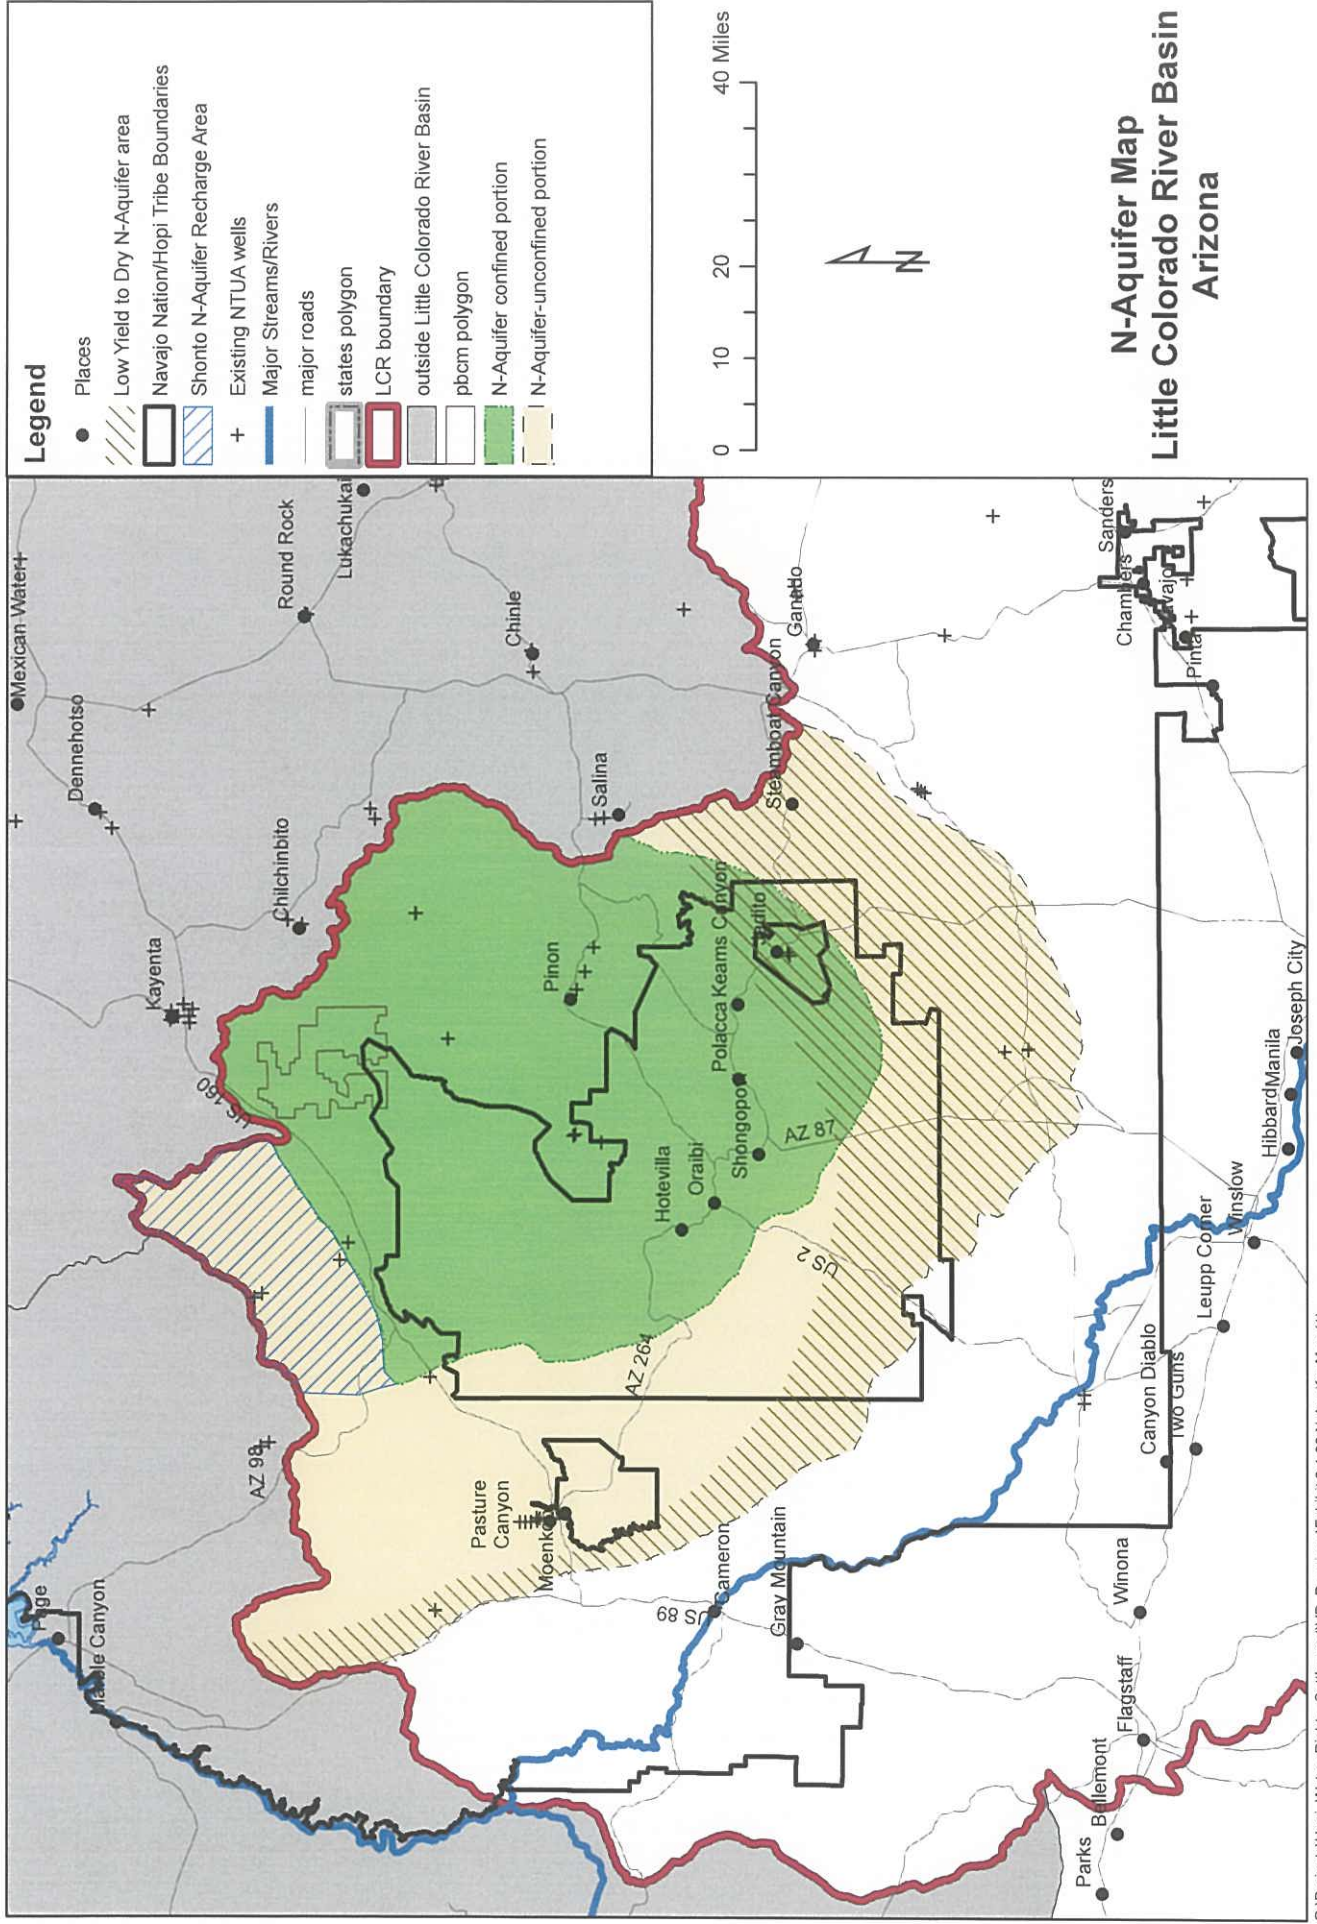 Legend
Places
Low Yield to Dry N-Aquifer area
Navajo Nation/Hopi Tribe Boundaries
Shonto N-Aquifer Recharge Area
Existing NTUA wells
Major Streams/Rivers
major roads
states polygon
LCR boundary
outside Little Colorado River Basin
pbcm polygon
N-Aquifer confined portion
N-Aquifer-unconfined portion
0 10 20 40 Miles
N
N-Aquifer Map
Little Colorado River Basin
Arizona
Mexican Water
Dennehotso
Round Rock
Lukachukai
Kayenta
Chilchinbito
Chinle
US 160
Salina
Pinon
Page
Marble Canyon
AZ 98
Pasture
Canyon
Hotevilla
Oraibi
Shongopovi
Polacca
Keams Canyon
Steamboat Canyon
Ganado
AZ 264
AZ 87
US 2
US 89
Cameron
Gray Mountain
Chambers
Sanders
Navajo
Pinta
Winona
Flagstaff
Bellemont
Parks
Canyon Diablo
Two Guns
Leupp Corner
Winslow
Hibbard
Manila
Joseph City